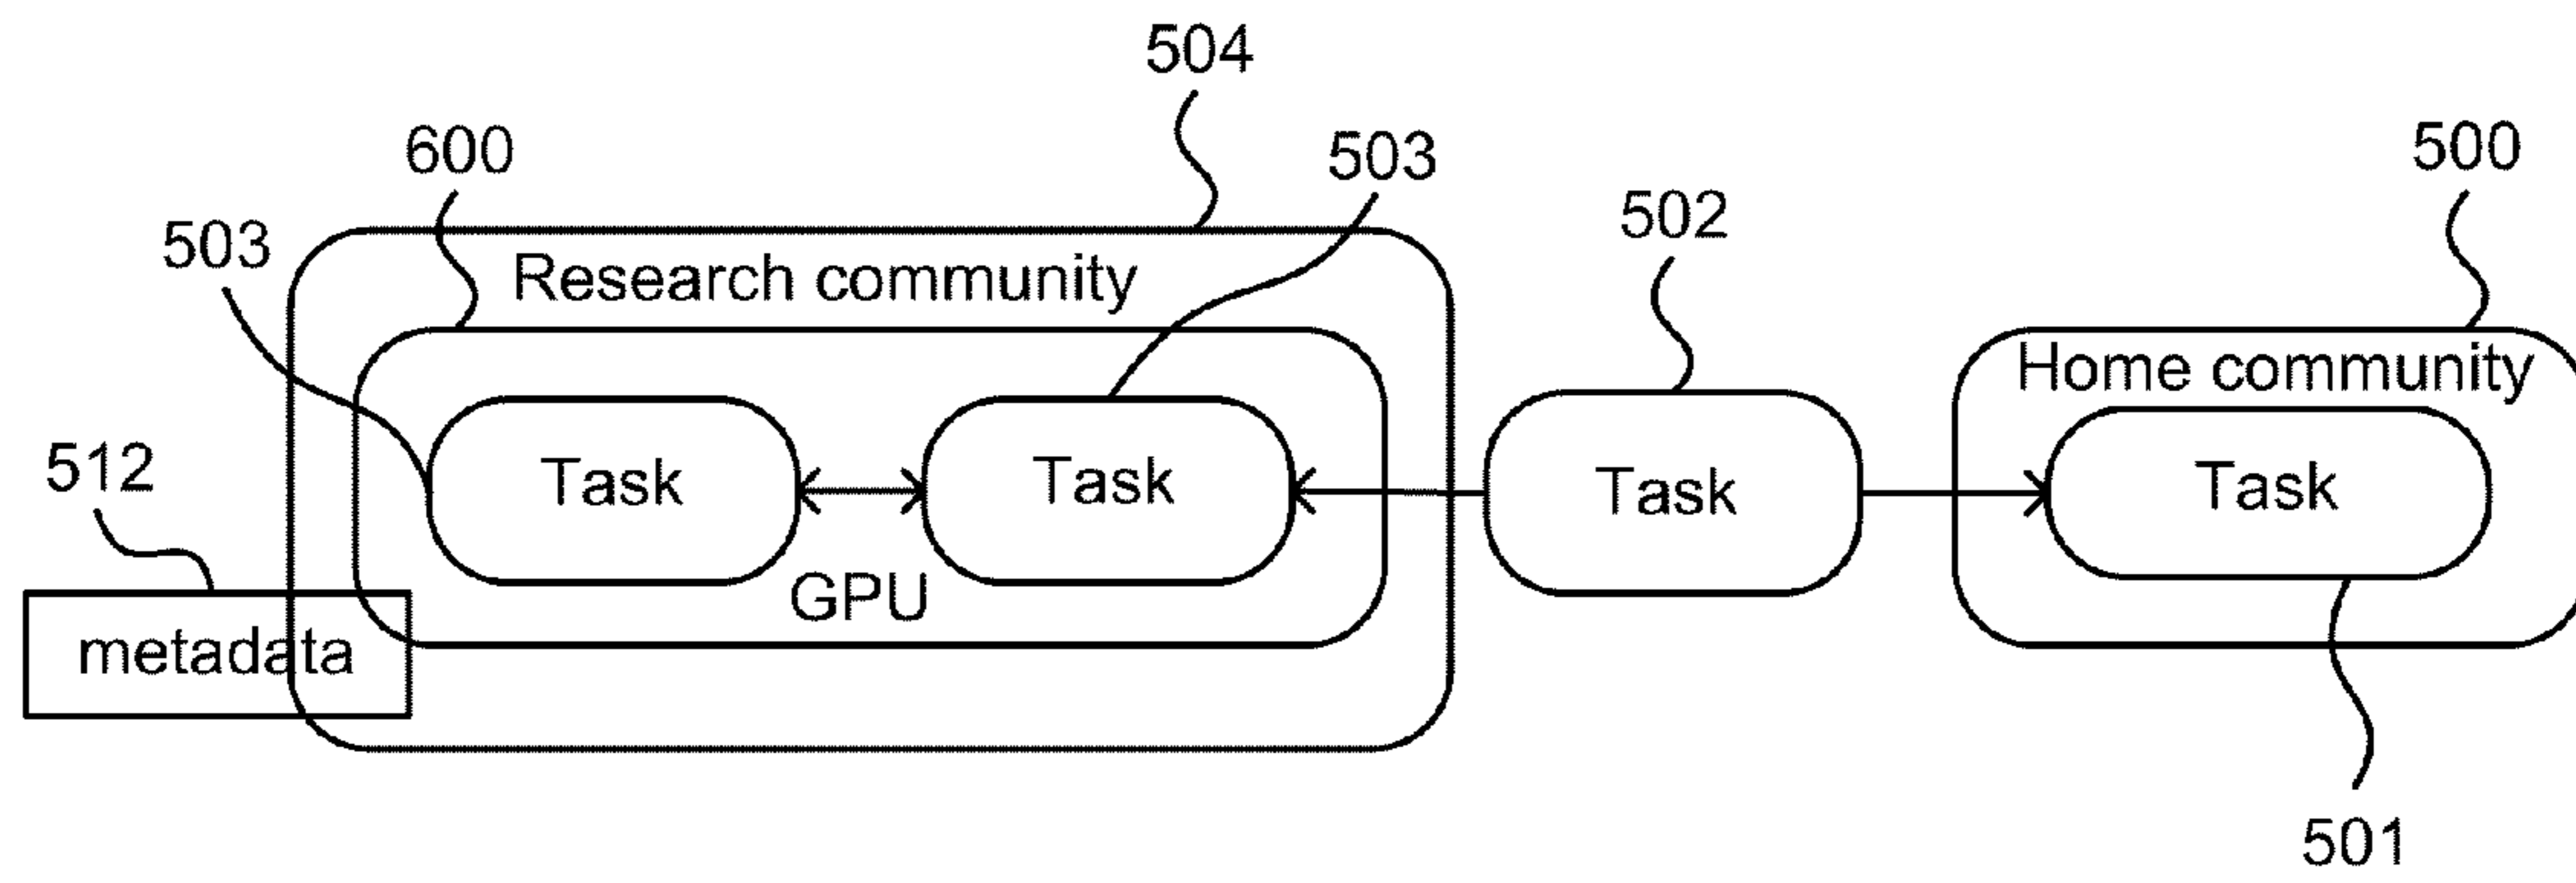 504
600
503
500
502
503
Research community
Home community
Task
Task
Task
Task
512
GPU
metadata
501